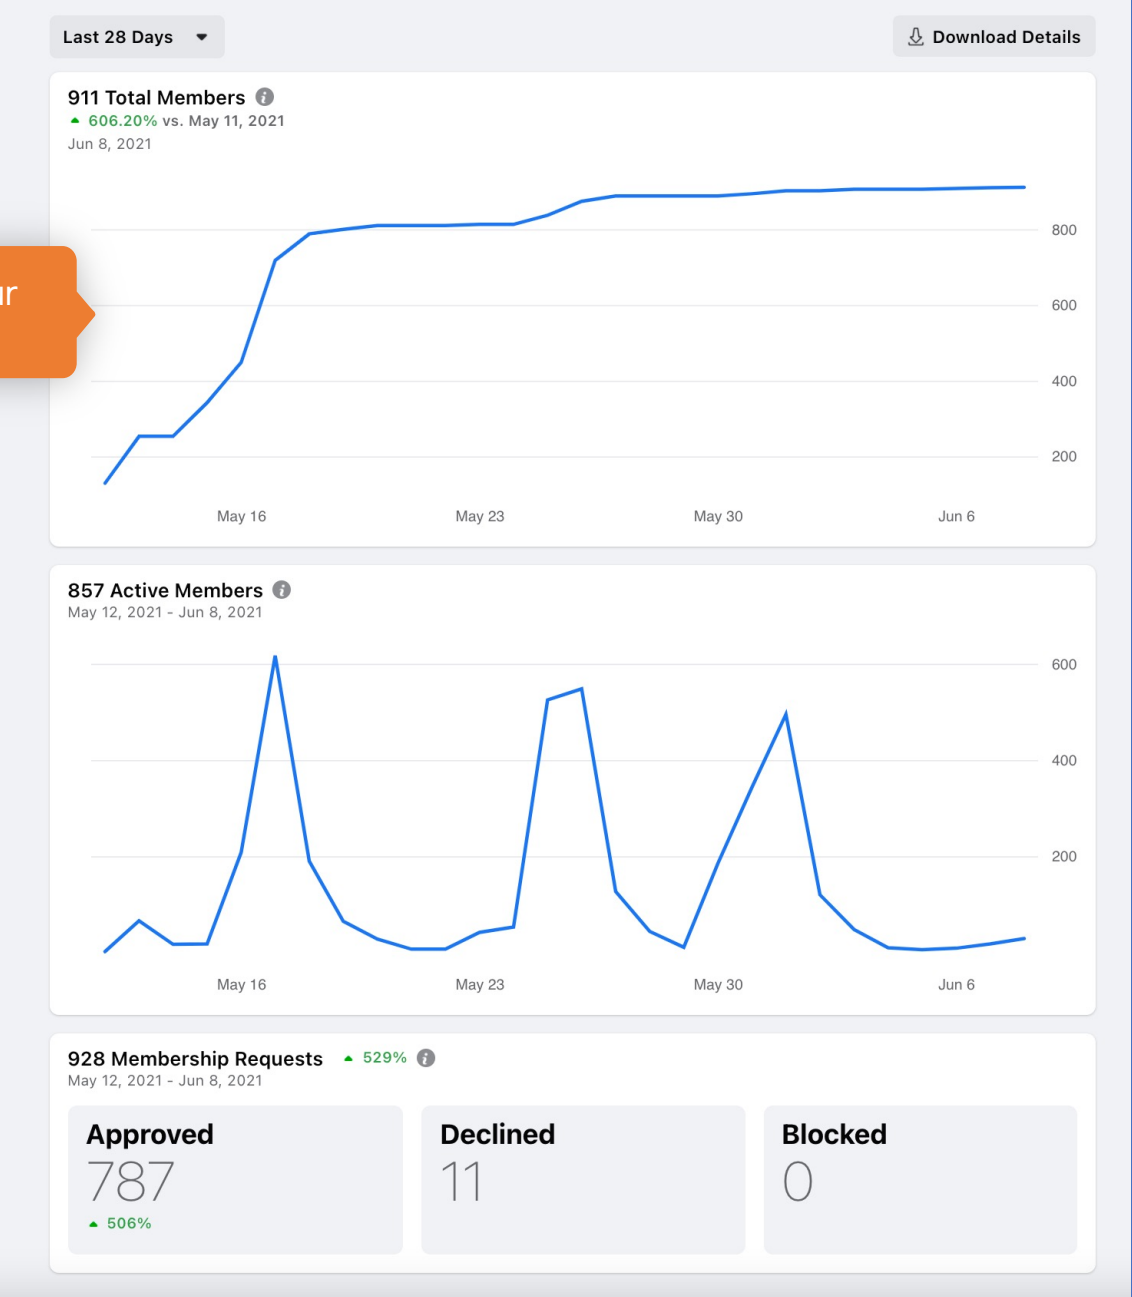 Last 28 Days
Download Details
911 Total Members
606.20% vs. May 11, 2021
Jun 8, 2021
800
600
400
200
May 16 May 23 May 30 Jun 6
857 Active Members
May 12, 2021 - Jun 8, 2021
600
400
200
May 16 May 23 May 30 Jun 6
928 Membership Requests 529%
May 12, 2021 - Jun 8, 2021
Approved
787
506%
Declined
11
Blocked
0